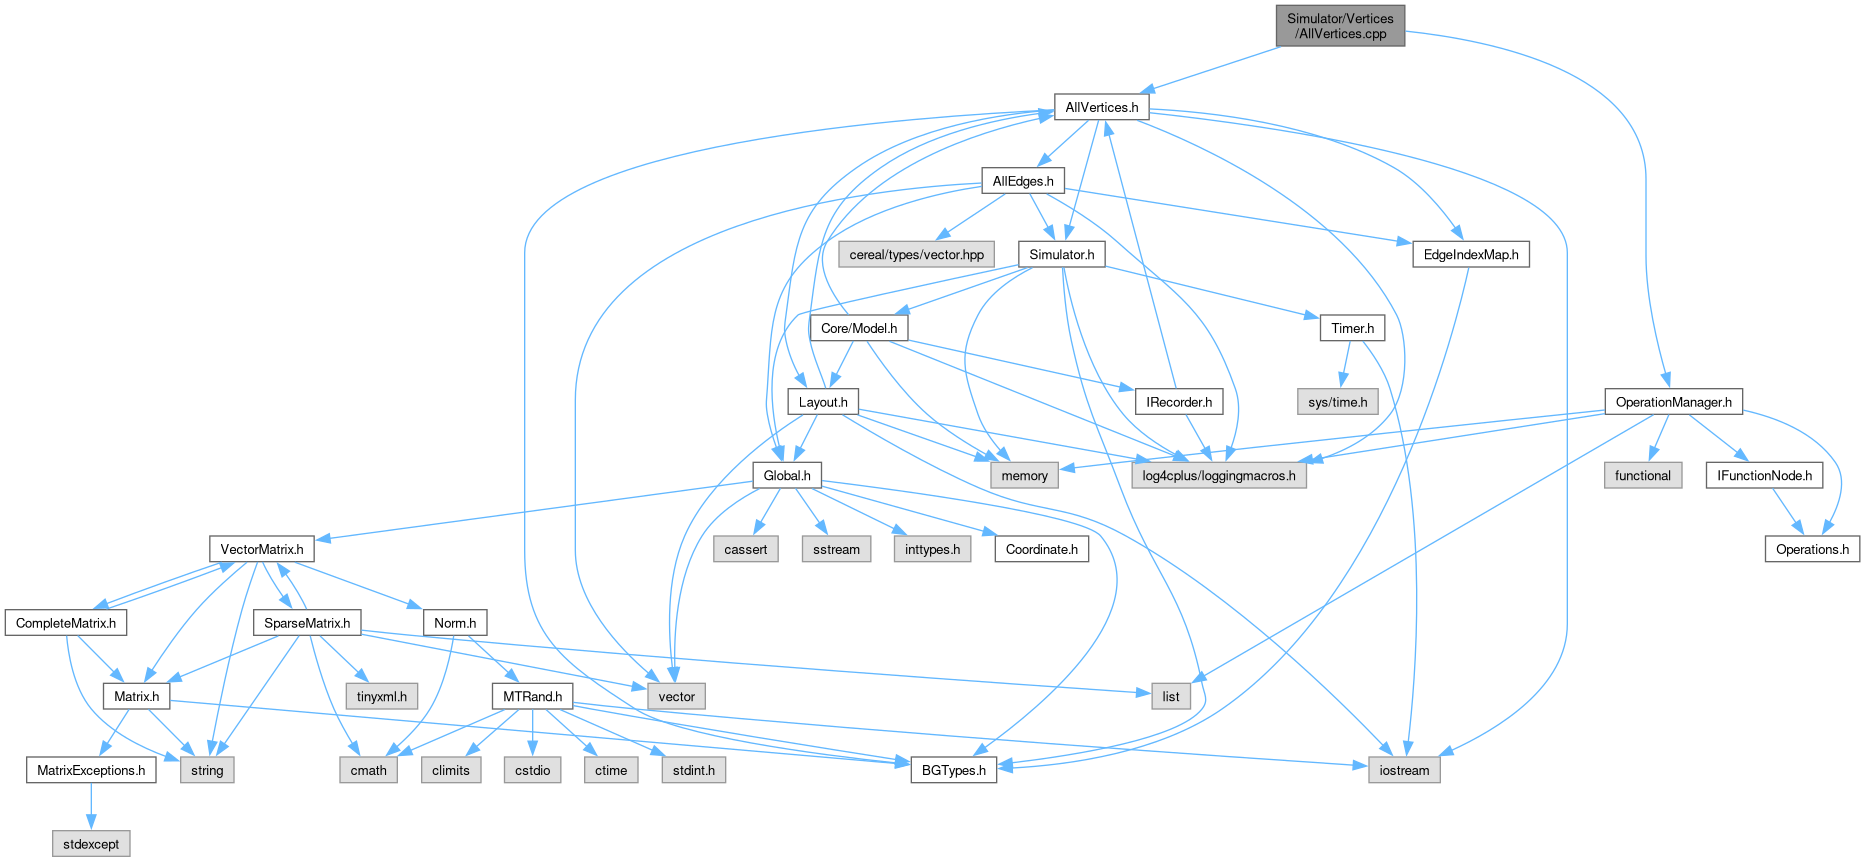 Simulator/Vertices
/AllVertices.cpp
AllVertices.h
AllEdges.h
cereal/types/vector.hpp
Simulator.h
EdgeIndexMap.h
Core/Model.h
Timer.h
Layout.h
IRecorder.h
sys/time.h
OperationManager.h
Global.h
memory
log4cplus/loggingmacros.h
functional
IFunctionNode.h
VectorMatrix.h
cassert
sstream
inttypes.h
Coordinate.h
Operations.h
CompleteMatrix.h
SparseMatrix.h
Norm.h
Matrix.h
tinyxml.h
MTRand.h
vector
list
MatrixExceptions.h
string
cmath
climits
cstdio
ctime
stdint.h
BGTypes.h
iostream
stdexcept